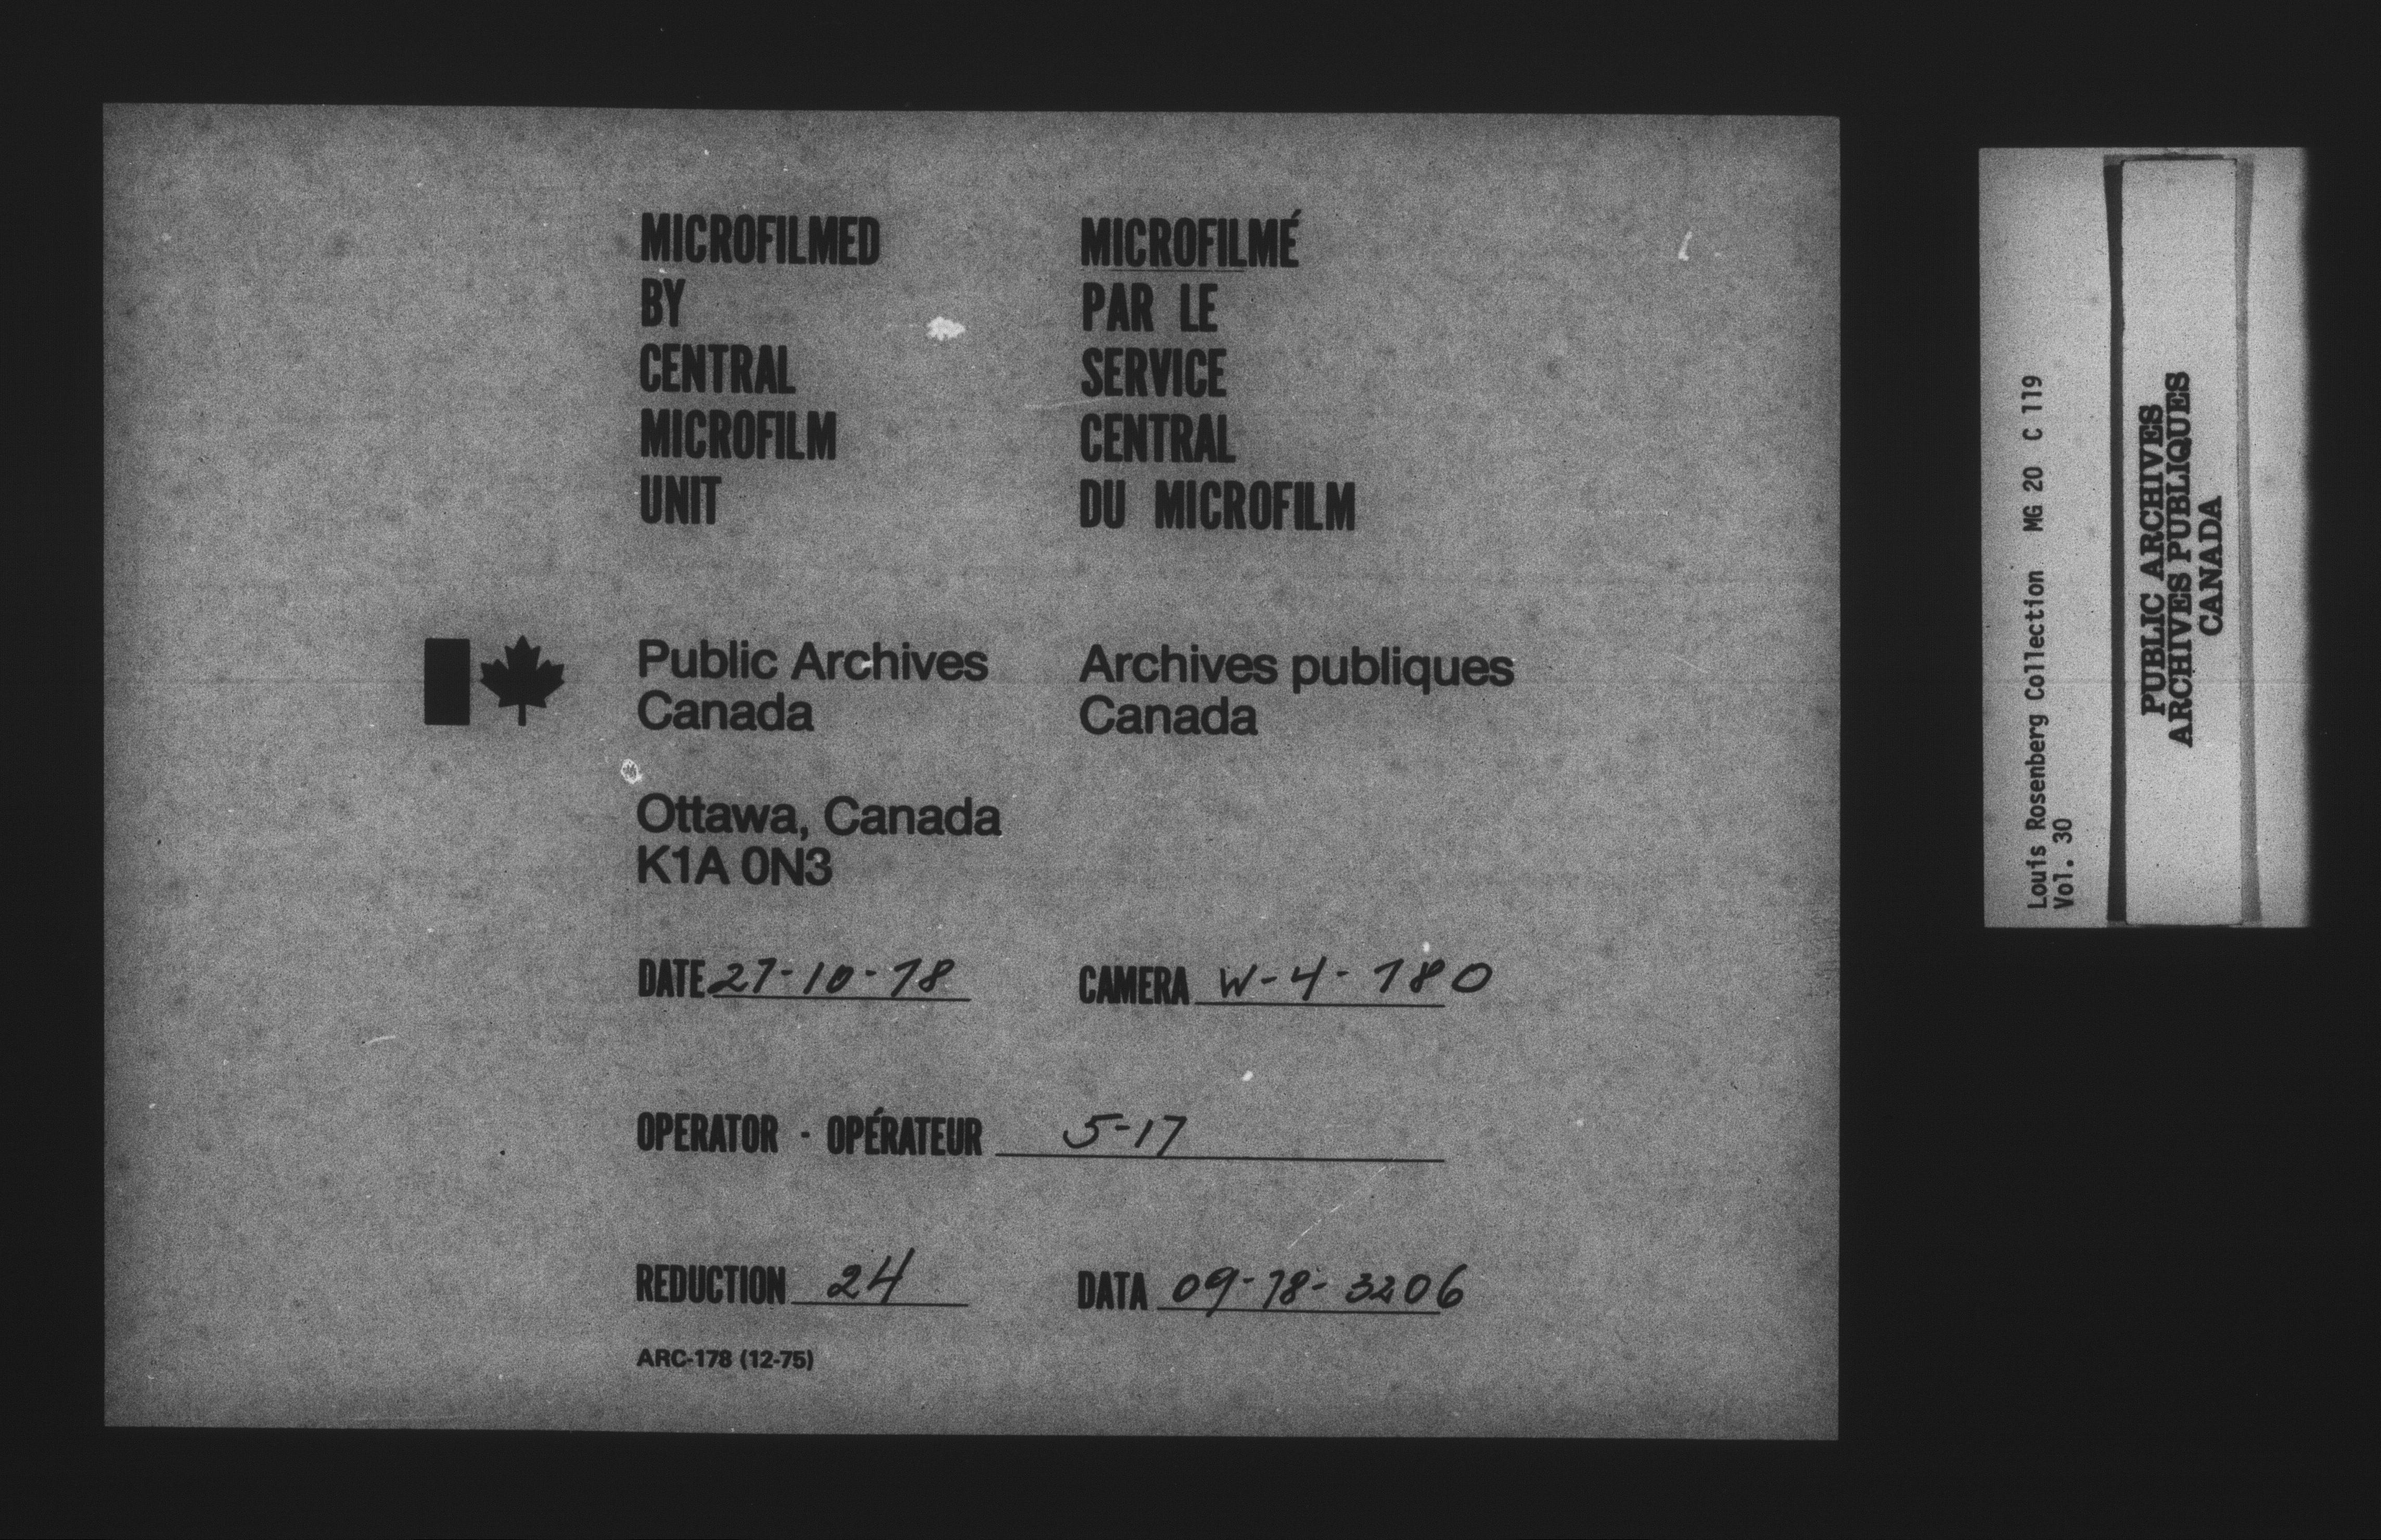 MICROFILMED
BY
CENTRAL
MICROFILM
UNIT
MICROFILMÉ
PAR LE
SERVICE
CENTRAL
DU MICROFILM
Public Archives
Canada
Archives publiques
Canada
Ottawa, Canada
K1A 0N3
DATE 27-10-78
CAMERA W-4-780
OPERATOR - OPÉRATEUR 5-17
REDUCTION 24
DATA 09-78-3206
ARC-178 (12-75)
Louis Rosenberg Collection MG 20 C 119
Vol. 30
PUBLIC ARCHIVES
ARCHIVES PUBLIQUES
CANADA